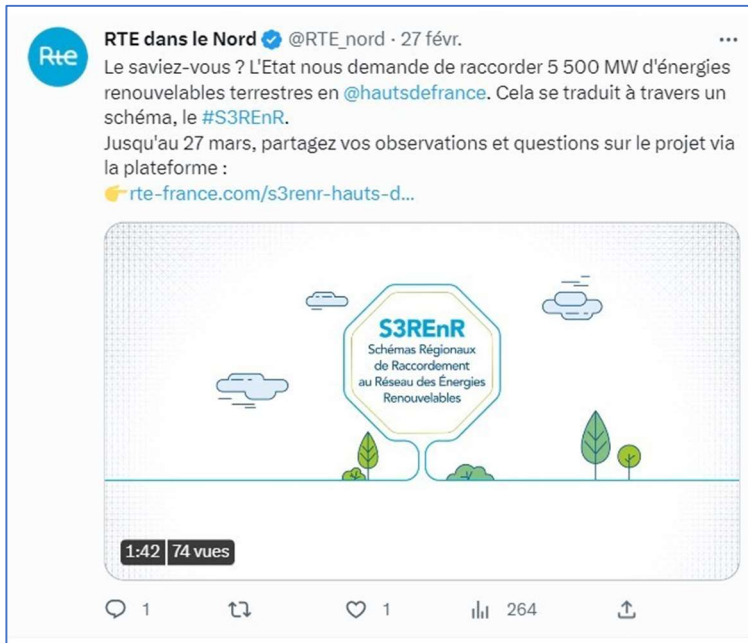 Rte
RTE dans le Nord @RTE_nord · 27 févr.
Le saviez-vous ? L'Etat nous demande de raccorder 5 500 MW d'énergies
renouvelables terrestres en @hautsdefrance. Cela se traduit à travers un
schéma, le #S3REnR.
Jusqu'au 27 mars, partagez vos observations et questions sur le projet via
la plateforme :
👉rte-france.com/s3renr-hauts-d...
S3REnR
Schémas Régionaux
de Raccordement
au Réseau des Énergies
Renouvelables
1:42 74 vues
1 1 264